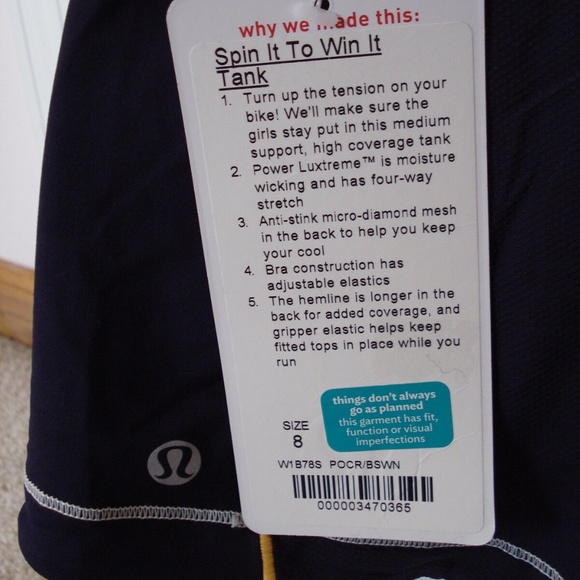 why we made this:
Spin It To Win It
Tank
1. Turn up the tension on your
bike! We'll make sure the
girls stay put in this medium
support, high coverage tank
2. Power Luxtreme™ is moisture
wicking and has four-way
stretch
3. Anti-stink micro-diamond mesh
in the back to help you keep
your cool
4. Bra construction has
adjustable elastics
5. The hemline is longer in the
back for added coverage, and
gripper elastic helps keep
fitted tops in place while you
run
things don't always
go as planned
this garment has fit,
function or visual
imperfections
SIZE
8
W1B78S POCR/BSWN
000003470365